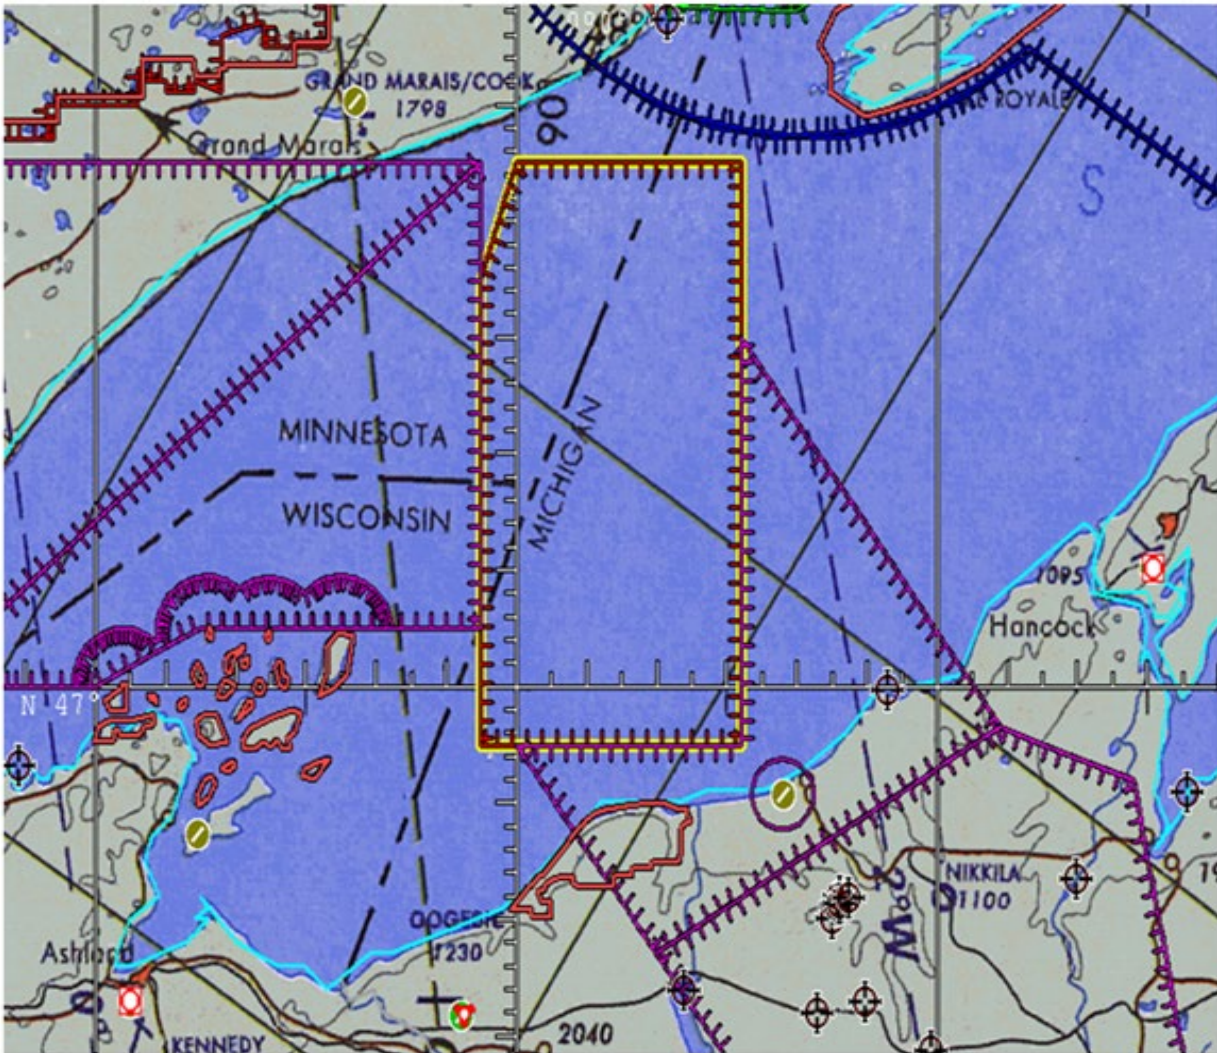 GRAND MARAIS/COOK
1798
Grand Marais
90
ROYALE
S
MINNESOTA
WISCONSIN
MICHIGAN
1095
Hancock
N 47°
NIKKILA
1100
2°W
1230
Ashland
2040
KENNEDY